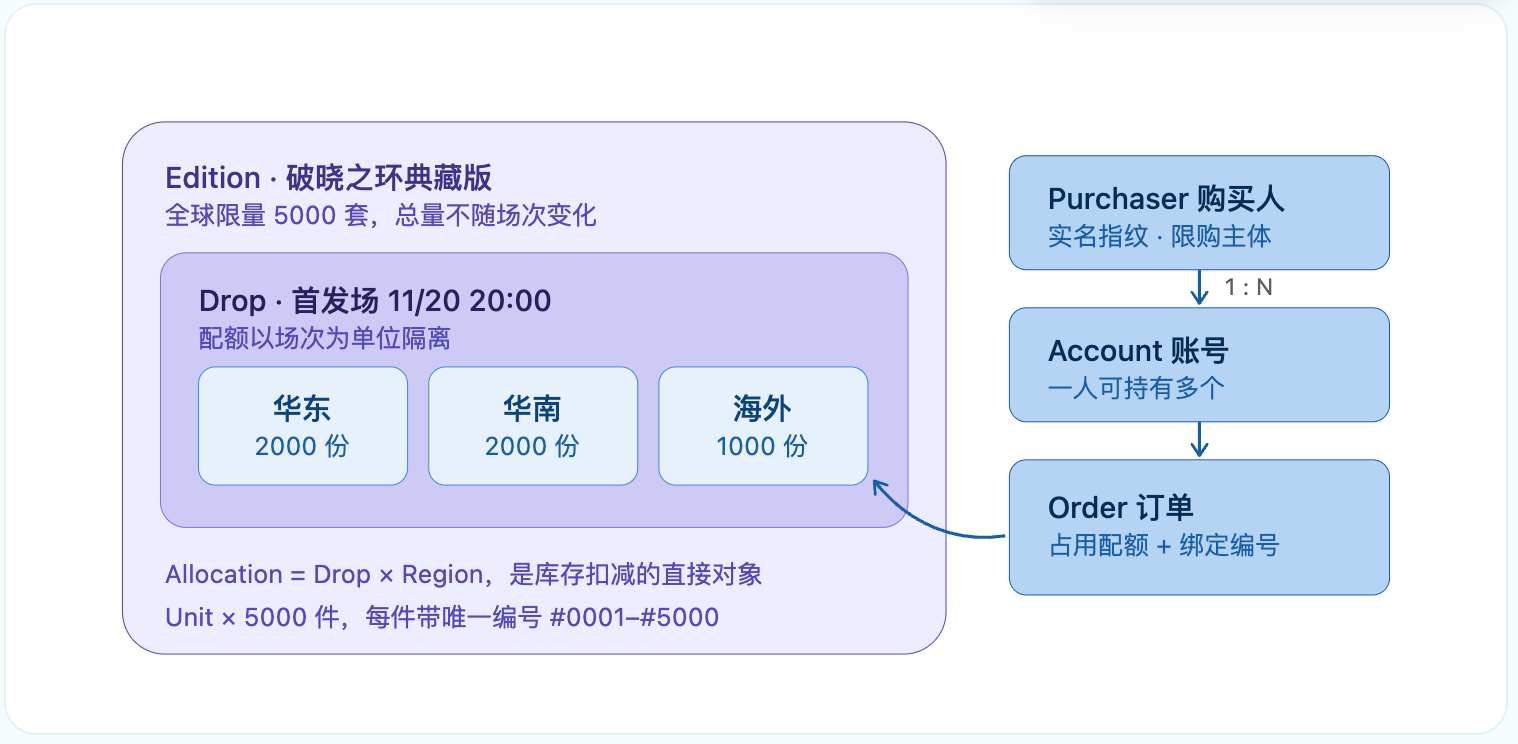 Edition · 破晓之环典藏版
全球限量 5000 套，总量不随场次变化
Drop · 首发场 11/20 20:00
配额以场次为单位隔离
华东
2000 份
华南
2000 份
海外
1000 份
Allocation = Drop × Region，是库存扣减的直接对象
Unit × 5000 件，每件带唯一编号 #0001–#5000
Purchaser 购买人
实名指纹 · 限购主体
1 : N
Account 账号
一人可持有多个
Order 订单
占用配额 + 绑定编号